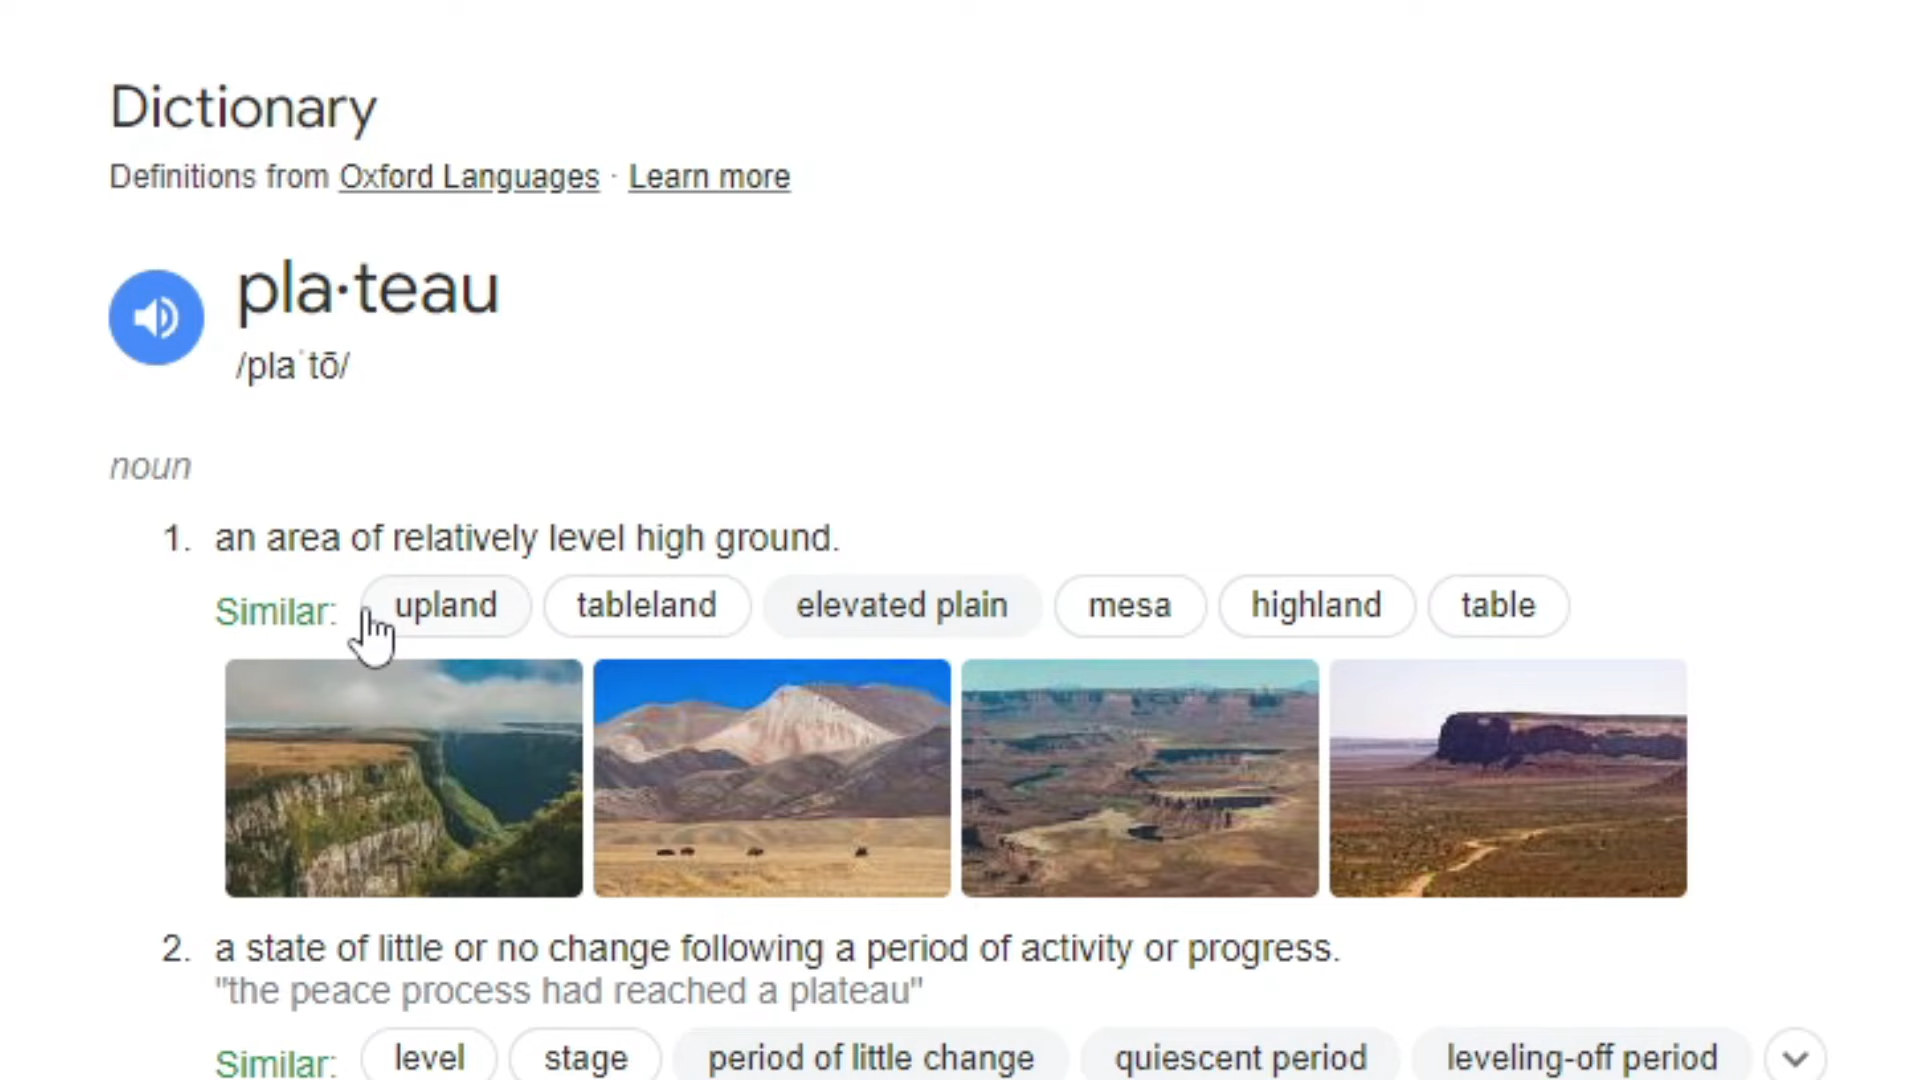 Dictionary
Definitions from Oxford Languages · Learn more
pla·teau
/plaˈtō/
noun
1. an area of relatively level high ground.
Similar: upland tableland elevated plain mesa highland table
2. a state of little or no change following a period of activity or progress.
"the peace process had reached a plateau"
Similar: level stage period of little change quiescent period leveling-off period